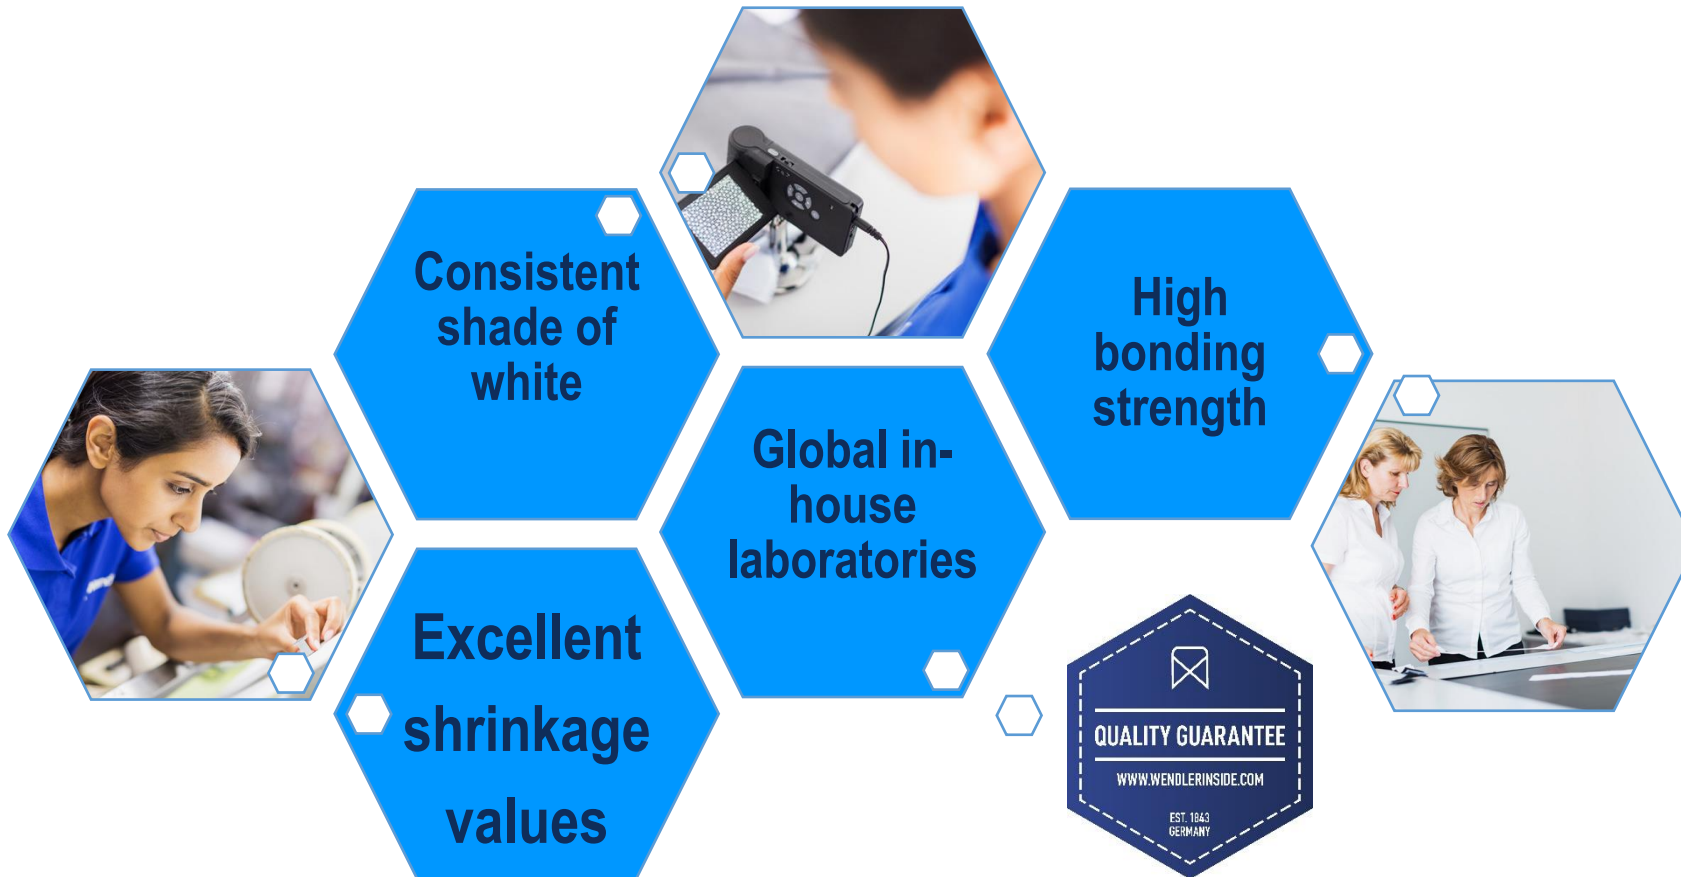 Consistent
shade of
white
High
bonding
strength
Global in-
house
laboratories
Excellent
shrinkage
values
QUALITY GUARANTEE
WWW.WENDLERINSIDE.COM
EST. 1843
GERMANY